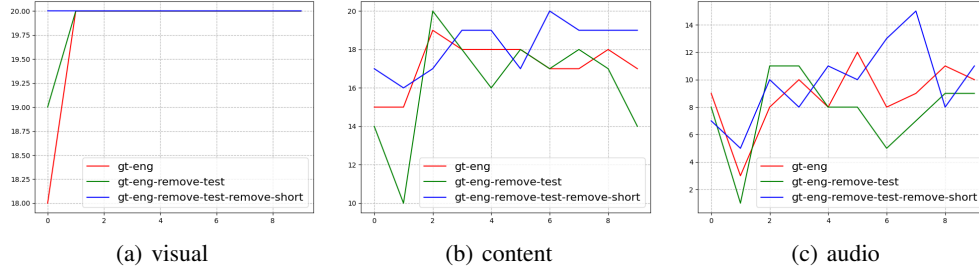 20.00
19.75
19.50
19.25
19.00
18.75
18.50
18.25
18.00
0 2 4 6 8
gt-eng
gt-eng-remove-test
gt-eng-remove-test-remove-short
(a) visual
20
18
16
14
12
10
0 2 4 6 8
gt-eng
gt-eng-remove-test
gt-eng-remove-test-remove-short
(b) content
14
12
10
8
6
4
2
0 2 4 6 8
gt-eng
gt-eng-remove-test
gt-eng-remove-test-remove-short
(c) audio